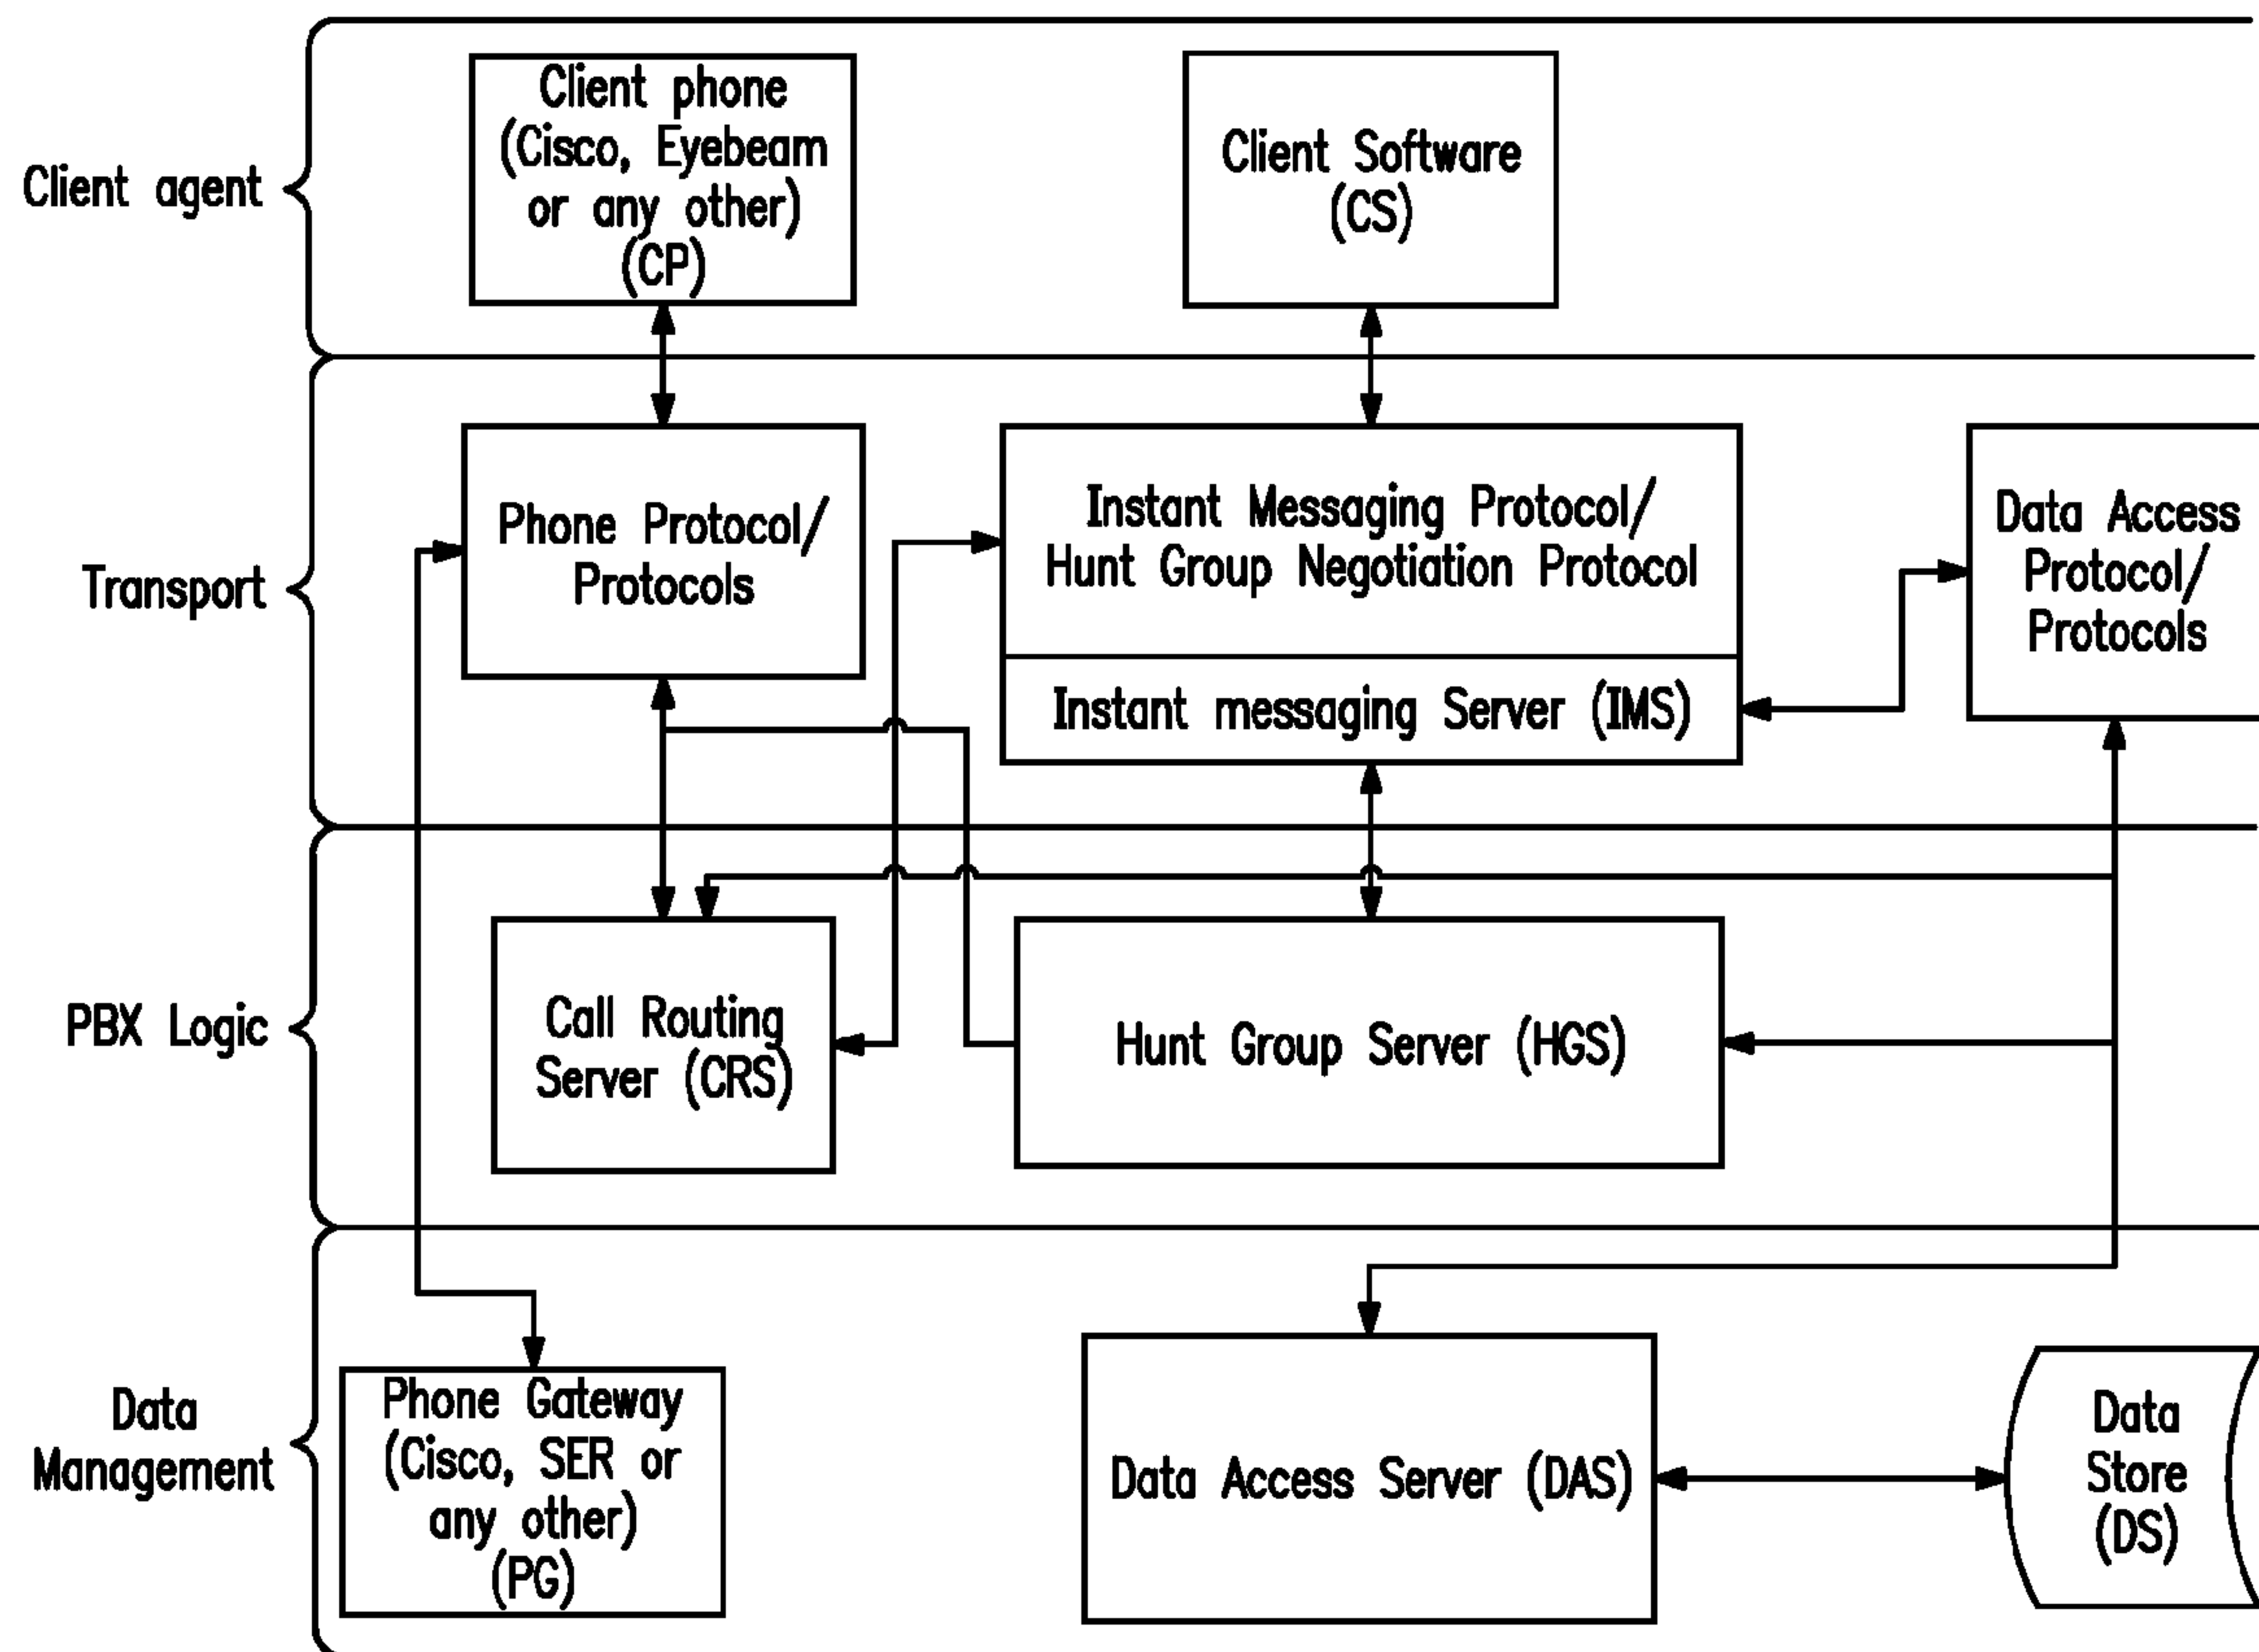 Client agent
Client phone
(Cisco, Eyebeam
or any other)
(CP)
Client Software
(CS)
Transport
Phone Protocol/
Protocols
Instant Messaging Protocol/
Hunt Group Negotiation Protocol
Instant messaging Server (IMS)
Data Access
Protocol/
Protocols
PBX Logic
Call Routing
Server (CRS)
Hunt Group Server (HGS)
Data
Management
Phone Gateway
(Cisco, SER or
any other)
(PG)
Data Access Server (DAS)
Data
Store
(DS)